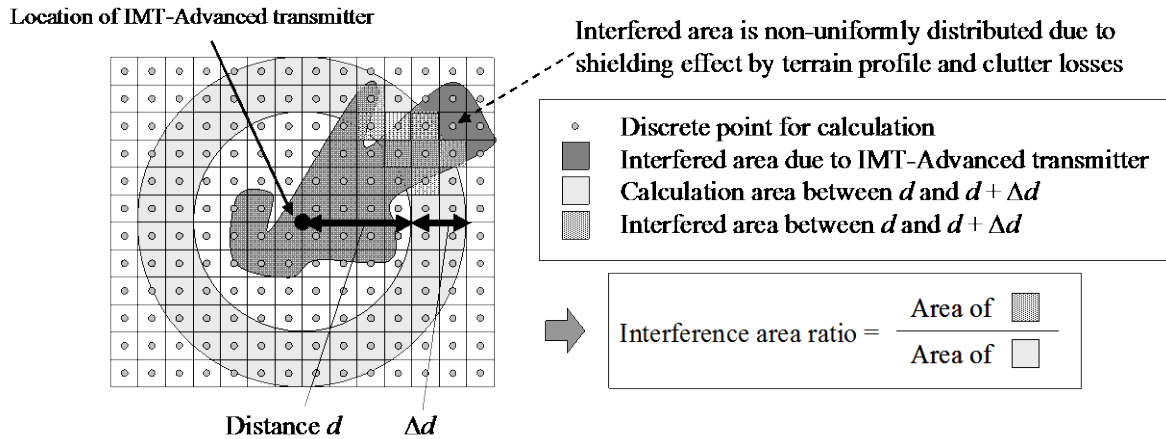 Location of IMT-Advanced transmitter
Interfered area is non-uniformly distributed due to
shielding effect by terrain profile and clutter losses
Discrete point for calculation
Interfered area due to IMT-Advanced transmitter
Calculation area between d and d + Δd
Interfered area between d and d + Δd
Interference area ratio =
Area of
Area of
Distance d
Δd